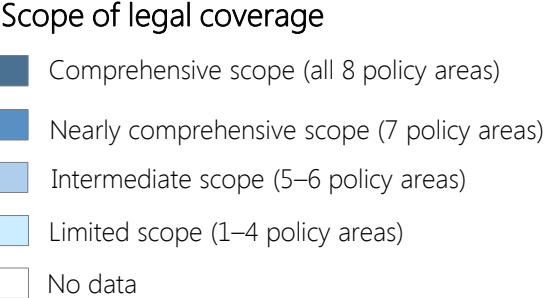 Scope of legal coverage
Comprehensive scope (all 8 policy areas)
Nearly comprehensive scope (7 policy areas)
Intermediate scope (5–6 policy areas)
Limited scope (1–4 policy areas)
No data